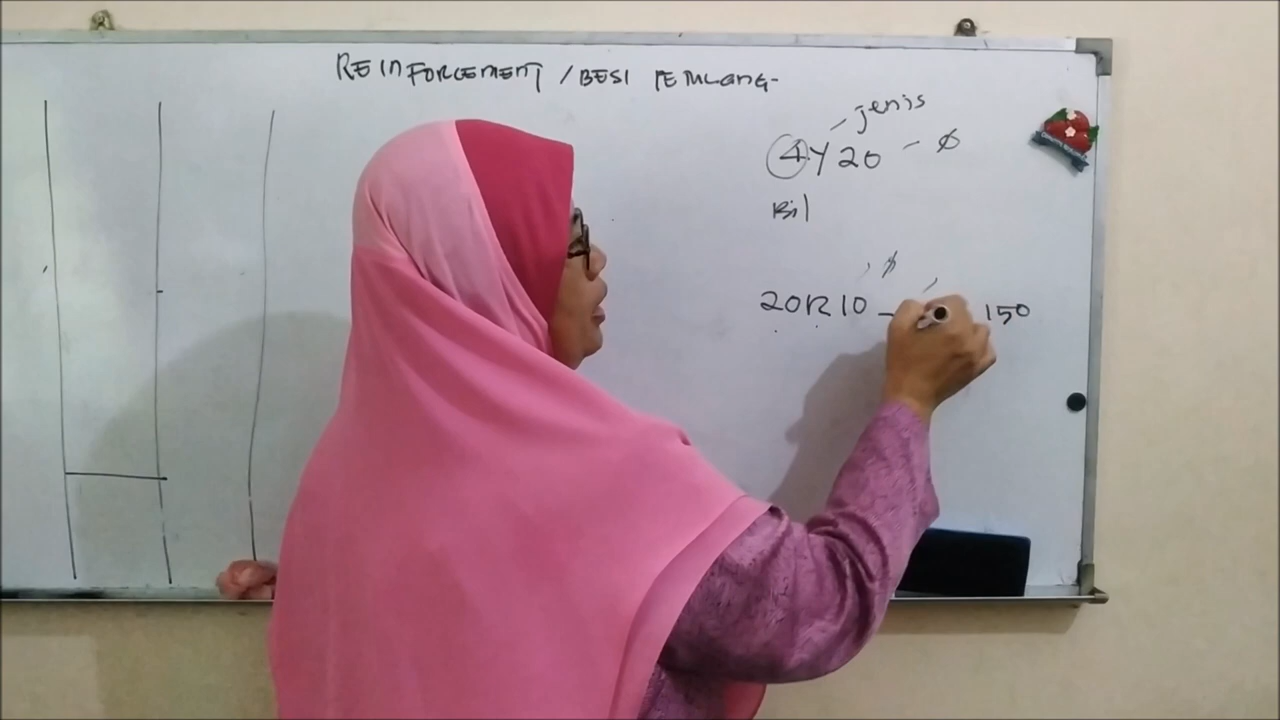 REINFORCEMENT / BESI TETULANG
jenis
4Y20 - ø
Bil
ø
20R10 - 150